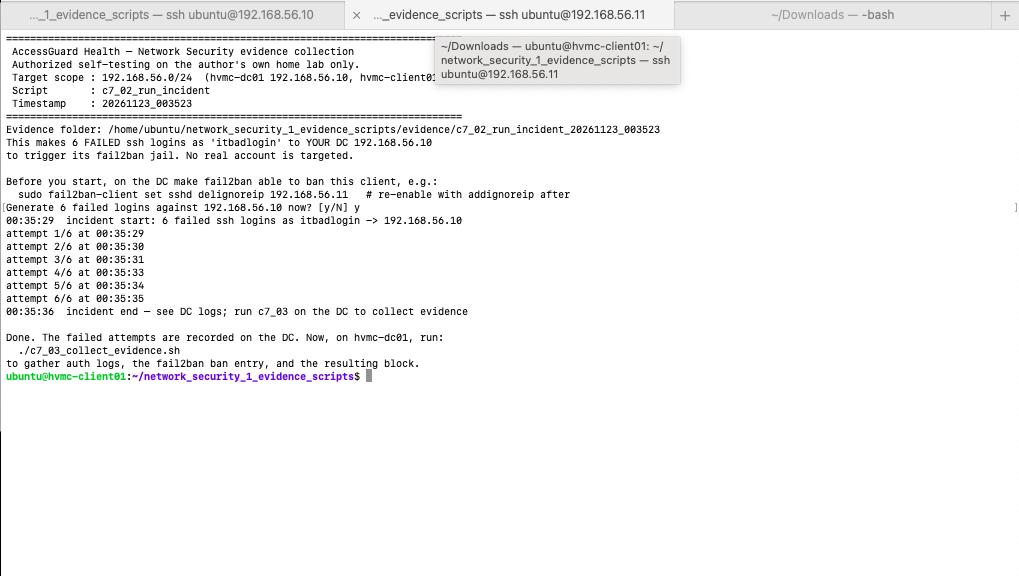 ..._1_evidence_scripts — ssh ubuntu@192.168.56.10
× ..._evidence_scripts — ssh ubuntu@192.168.56.11
~/Downloads — -bash
+
======================================================================
AccessGuard Health — Network Security evidence collection
Authorized self-testing on the author's own home lab only.
Target scope : 192.168.56.0/24  (hvmc-dc01 192.168.56.10, hvmc-client01
Script       : c7_02_run_incident
Timestamp    : 20261123_003523
======================================================================
~/Downloads — ubuntu@hvmc-client01: ~/
network_security_1_evidence_scripts — ssh
ubuntu@192.168.56.11
Evidence folder: /home/ubuntu/network_security_1_evidence_scripts/evidence/c7_02_run_incident_20261123_003523
This makes 6 FAILED ssh logins as 'itbadlogin' to YOUR DC 192.168.56.10
to trigger its fail2ban jail. No real account is targeted.
Before you start, on the DC make fail2ban able to ban this client, e.g.:
  sudo fail2ban-client set sshd delignoreip 192.168.56.11   # re-enable with addignoreip after
[Generate 6 failed logins against 192.168.56.10 now? [y/N] y ]
00:35:29  incident start: 6 failed ssh logins as itbadlogin —> 192.168.56.10
attempt 1/6 at 00:35:29
attempt 2/6 at 00:35:30
attempt 3/6 at 00:35:31
attempt 4/6 at 00:35:33
attempt 5/6 at 00:35:34
attempt 6/6 at 00:35:35
00:35:36  incident end — see DC logs; run c7_03 on the DC to collect evidence
Done. The failed attempts are recorded on the DC. Now, on hvmc-dc01, run:
  ./c7_03_collect_evidence.sh
to gather auth logs, the fail2ban ban entry, and the resulting block.
ubuntu@hvmc-client01:~/network_security_1_evidence_scripts$